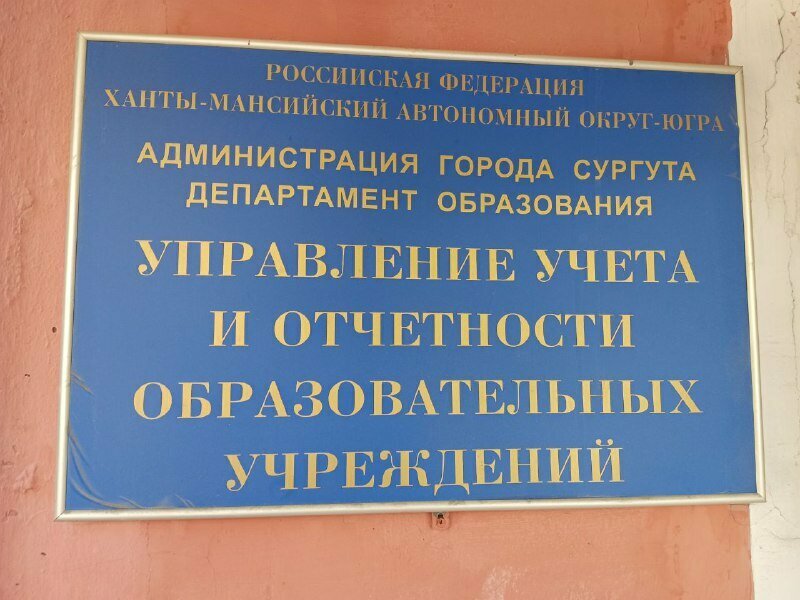 РОССИЙСКАЯ ФЕДЕРАЦИЯ
ХАНТЫ-МАНСИЙСКИЙ АВТОНОМНЫЙ ОКРУГ-ЮГРА
АДМИНИСТРАЦИЯ ГОРОДА СУРГУТА
ДЕПАРТАМЕНТ ОБРАЗОВАНИЯ
УПРАВЛЕНИЕ УЧЕТА
И ОТЧЕТНОСТИ
ОБРАЗОВАТЕЛЬНЫХ
УЧРЕЖДЕНИЙ